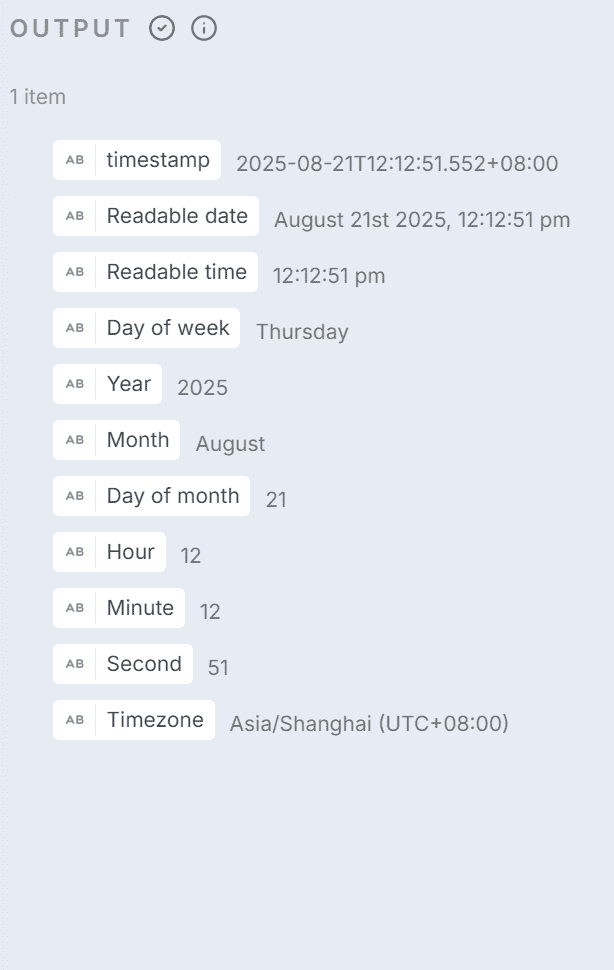 OUTPUT
1 item
AB timestamp 2025-08-21T12:12:51.552+08:00
AB Readable date August 21st 2025, 12:12:51 pm
AB Readable time 12:12:51 pm
AB Day of week Thursday
AB Year 2025
AB Month August
AB Day of month 21
AB Hour 12
AB Minute 12
AB Second 51
AB Timezone Asia/Shanghai (UTC+08:00)